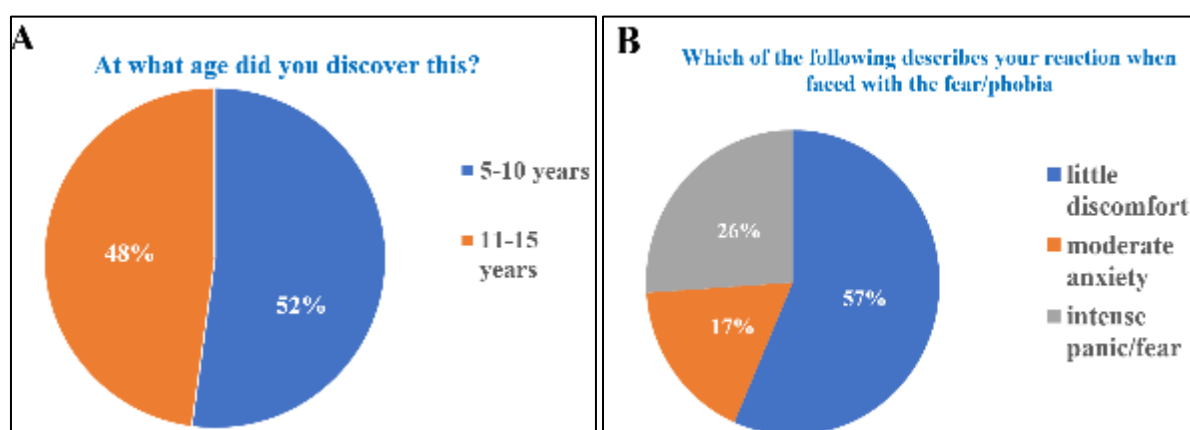 A
At what age did you discover this?
5-10 years
11-15
years
48%
52%
B
Which of the following describes your reaction when
faced with the fear/phobia
little
discomfort
moderate
anxiety
intense
panic/fear
26%
57%
17%